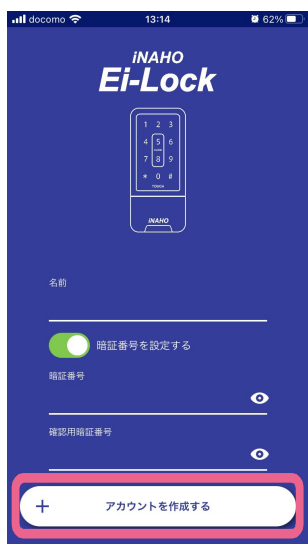 docomo 13:14 62%
iNAHO
Ei-Lock
1 2 3
4 5 6
7 8 9
* 0 #
TOUCH
iNAHO
名前
暗証番号を設定する
暗証番号
確認用暗証番号
+ アカウントを作成する